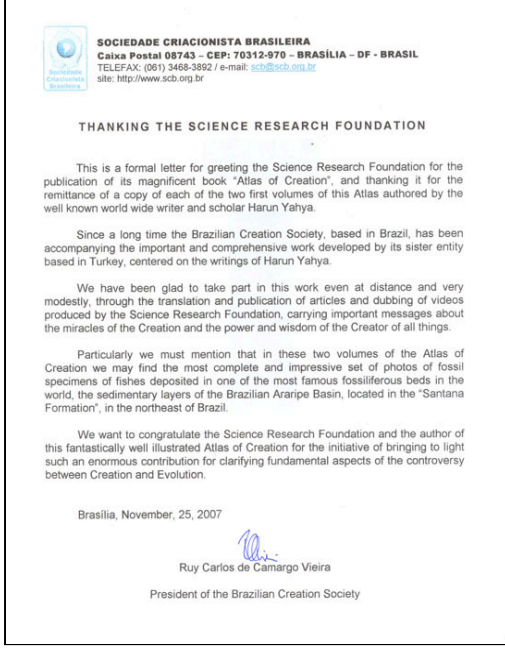 Sociedade
Criacionista
Brasileira
SOCIEDADE CRIACIONISTA BRASILEIRA
Caixa Postal 08743 – CEP: 70312-970 – BRASÍLIA – DF - BRASIL
TELEFAX: (061) 3468-3892 / e-mail: scb@scb.org.br
site: http://www.scb.org.br
THANKING THE SCIENCE RESEARCH FOUNDATION
This is a formal letter for greeting the Science Research Foundation for the
publication of its magnificent book "Atlas of Creation", and thanking it for the
remittance of a copy of each of the two first volumes of this Atlas authored by the
well known world wide writer and scholar Harun Yahya.
Since a long time the Brazilian Creation Society, based in Brazil, has been
accompanying the important and comprehensive work developed by its sister entity
based in Turkey, centered on the writings of Harun Yahya.
We have been glad to take part in this work even at distance and very
modestly, through the translation and publication of articles and dubbing of videos
produced by the Science Research Foundation, carrying important messages about
the miracles of the Creation and the power and wisdom of the Creator of all things.
Particularly we must mention that in these two volumes of the Atlas of
Creation we may find the most complete and impressive set of photos of fossil
specimens of fishes deposited in one of the most famous fossiliferous beds in the
world, the sedimentary layers of the Brazilian Araripe Basin, located in the "Santana
Formation", in the northeast of Brazil.
We want to congratulate the Science Research Foundation and the author of
this fantastically well illustrated Atlas of Creation for the initiative of bringing to light
such an enormous contribution for clarifying fundamental aspects of the controversy
between Creation and Evolution.
Brasília, November, 25, 2007
Ruy Carlos de Camargo Vieira
President of the Brazilian Creation Society